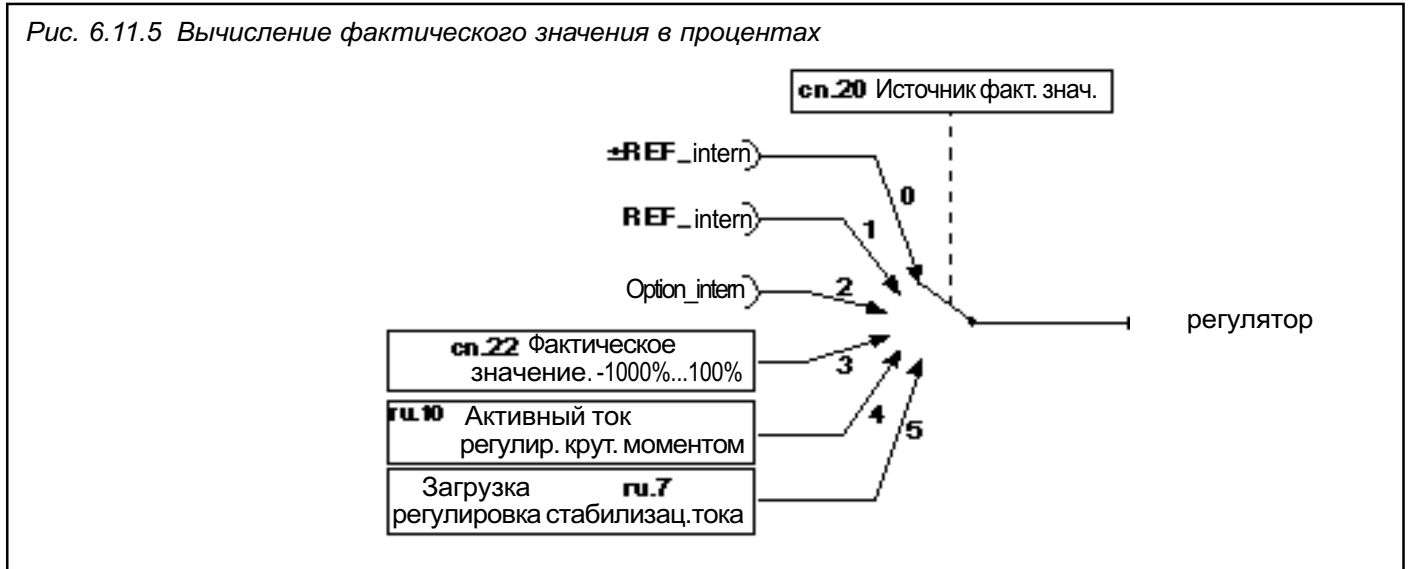 Рис. 6.11.5 Вычисление фактического значения в процентах
cn.20 Источник факт. знач.
±REF_intern
0
REF_intern
1
Option_intern
2
регулятор
cn.22 Фактическое
значение. -1000%...100%
3
ru.10 Активный ток
регулир. крут. моментом
4
5
Загрузка ru.7
регулировка стабилизац.тока